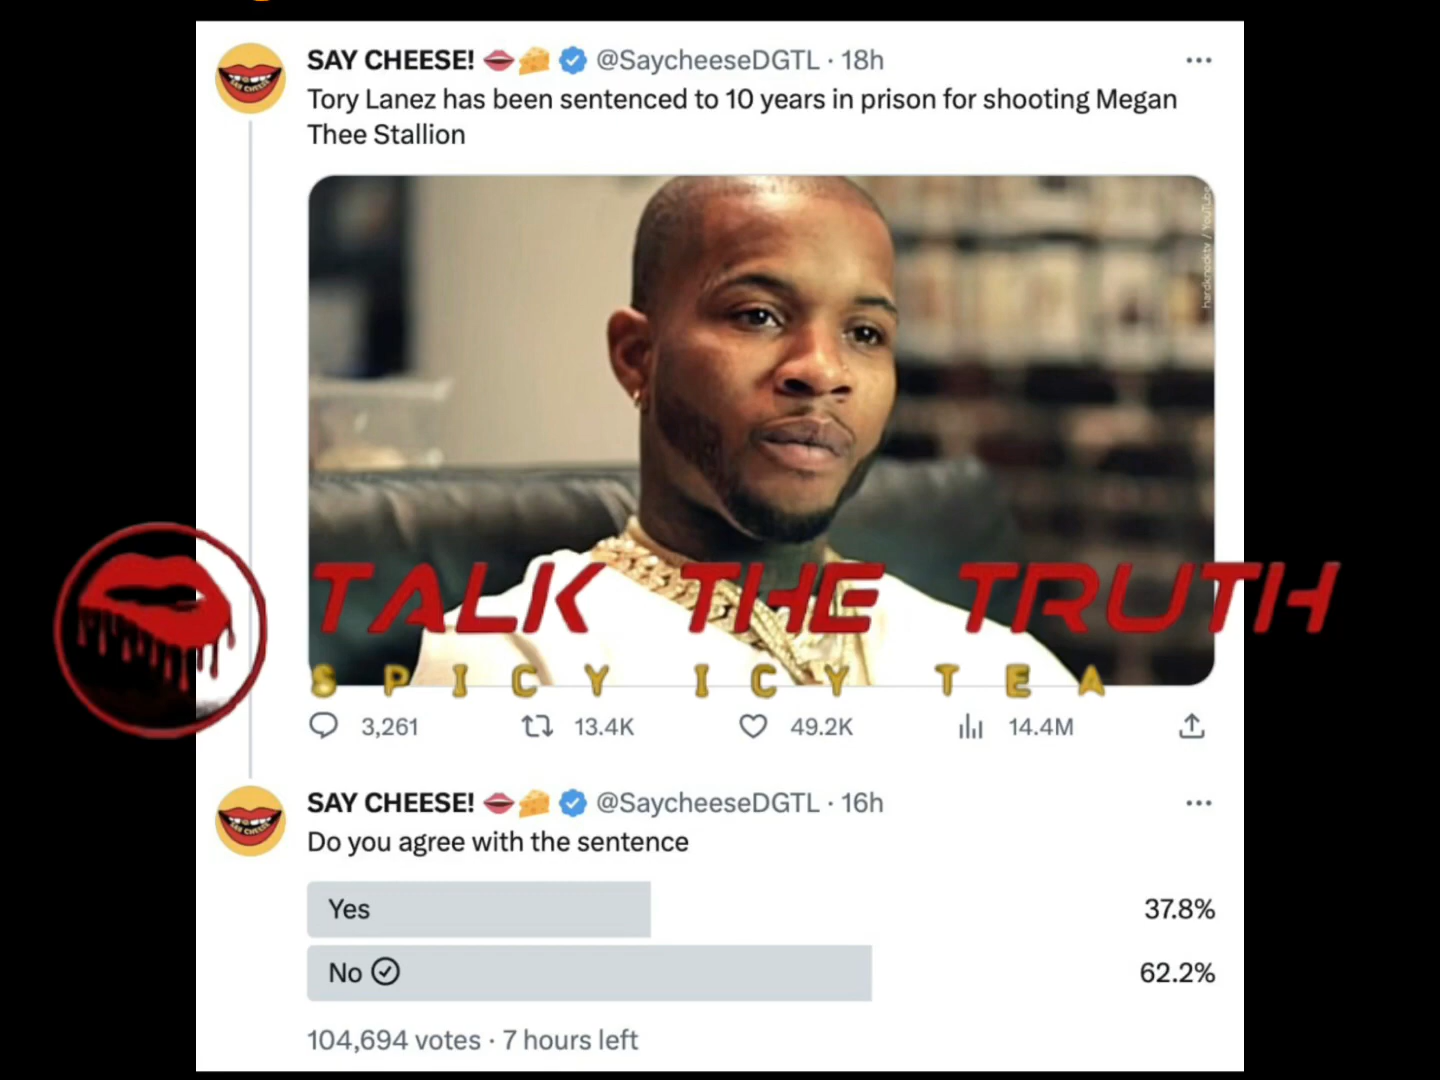 SAY CHEESE! @SaycheeseDGTL · 18h
Tory Lanez has been sentenced to 10 years in prison for shooting Megan
Thee Stallion
hardknocktv / YouTube
TALK THE TRUTH
SPICY ICY TEA
3,261 13.4K 49.2K 14.4M
SAY CHEESE! @SaycheeseDGTL · 16h
Do you agree with the sentence
Yes 37.8%
No 62.2%
104,694 votes · 7 hours left